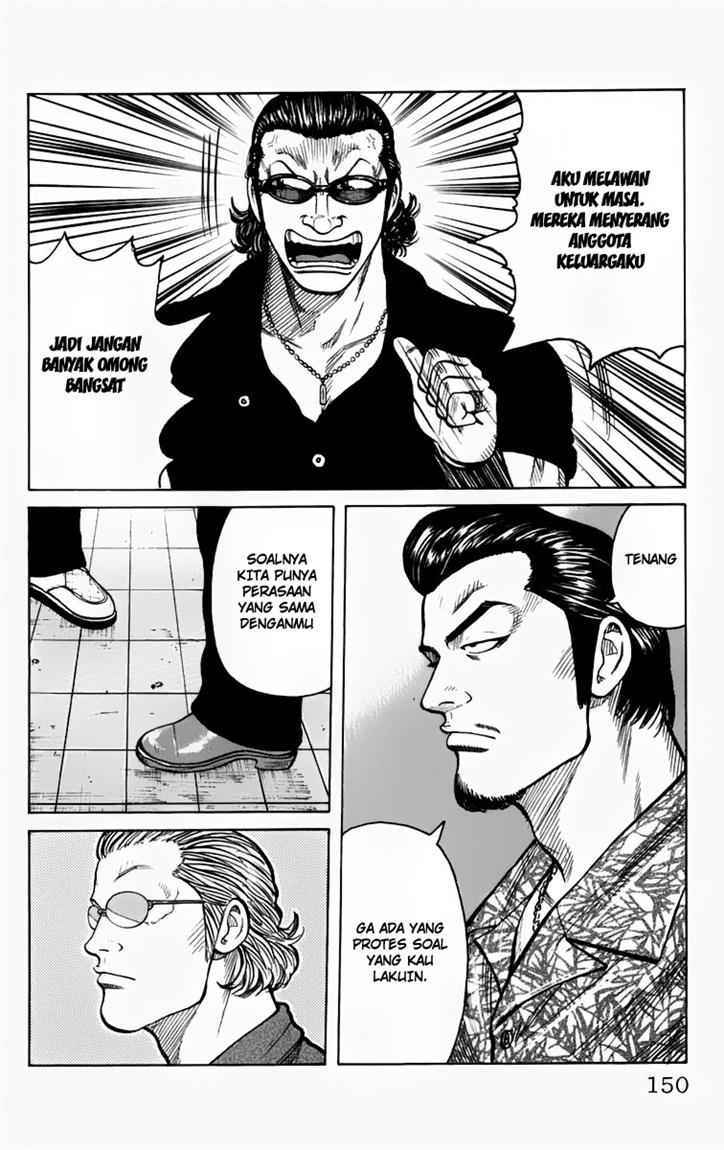 AKU MELAWAN
UNTUK MASA.
MEREKA MENYERANG
ANGGOTA
KELUARGAKU
JADI JANGAN
BANYAK OMONG
BANGSAT
TENANG
GA ADA YANG
PROTES SOAL
YANG KAU
LAKUIN.
SOALNYA
KITA PUNYA
PERASAAN
YANG SAMA
DENGANMU
150